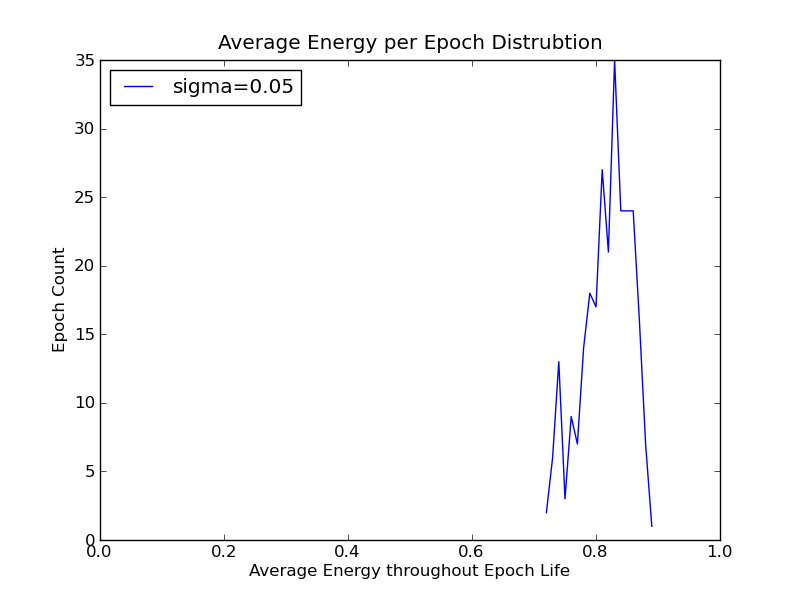 Average Energy per Epoch Distrubtion
sigma=0.05
35
30
25
20
15
10
5
0
Epoch Count
0.0 0.2 0.4 0.6 0.8 1.0
Average Energy throughout Epoch Life